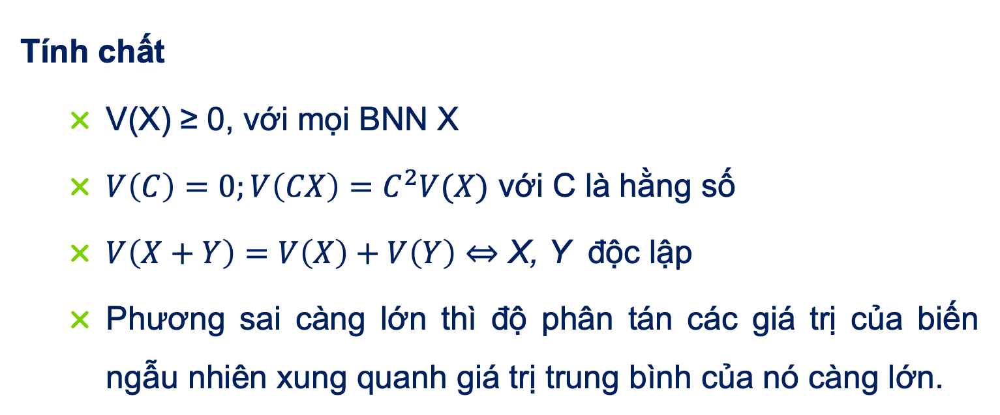 Tính chất
× V(X) ≥ 0, với mọi BNN X
× V(C) = 0; V(CX) = C²V(X) với C là hằng số
× V(X + Y) = V(X) + V(Y) ⇔ X, Y độc lập
× Phương sai càng lớn thì độ phân tán các giá trị của biến
ngẫu nhiên xung quanh giá trị trung bình của nó càng lớn.